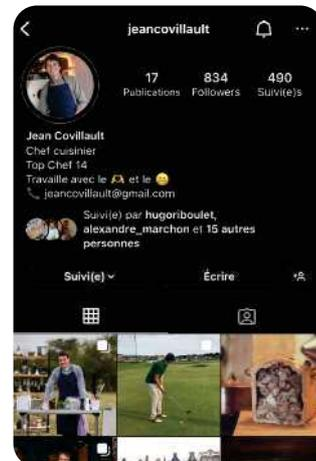 jeancovillault
17 834 490
Publications Followers Suivi(e)s
Jean Covillault
Chef cuisinier
Top Chef 14
Travaille avec le 🫶 et le 😀
📞 jeancovillault@gmail.com
Suivi(e) par hugoriboulet,
alexandre_marchon et 15 autres
personnes
Suivi(e) Écrire